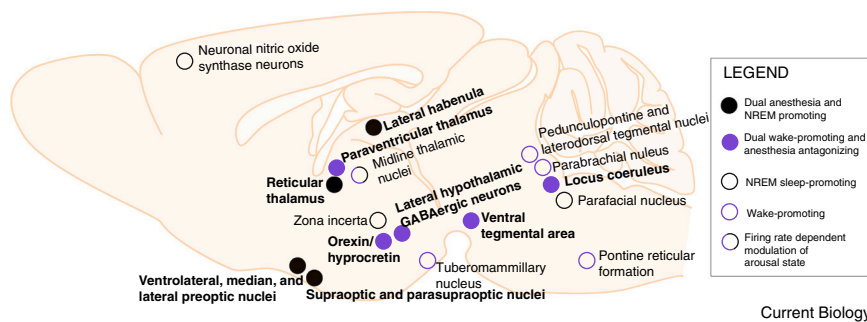 Neuronal nitric oxide
synthase neurons
Lateral habenula
Paraventricular thalamus
Midline thalamic
nuclei
Reticular
thalamus
Zona incerta
Lateral hypothalamic
GABAergic neurons
Orexin/
hyprocretin
Ventrolateral, median, and
lateral preoptic nuclei
Supraoptic and parasupraoptic nuclei
Tuberomammillary
nucleus
Ventral
tegmental area
Pedunculopontine and
laterodorsal tegmental nuclei
Parabrachial nuleus
Locus coeruleus
Parafacial nucleus
Pontine reticular
formation
LEGEND
Dual anesthesia and
NREM promoting
Dual wake-promoting and
anesthesia antagonizing
NREM sleep-promoting
Wake-promoting
Firing rate dependent
modulation of
arousal state
Current Biology